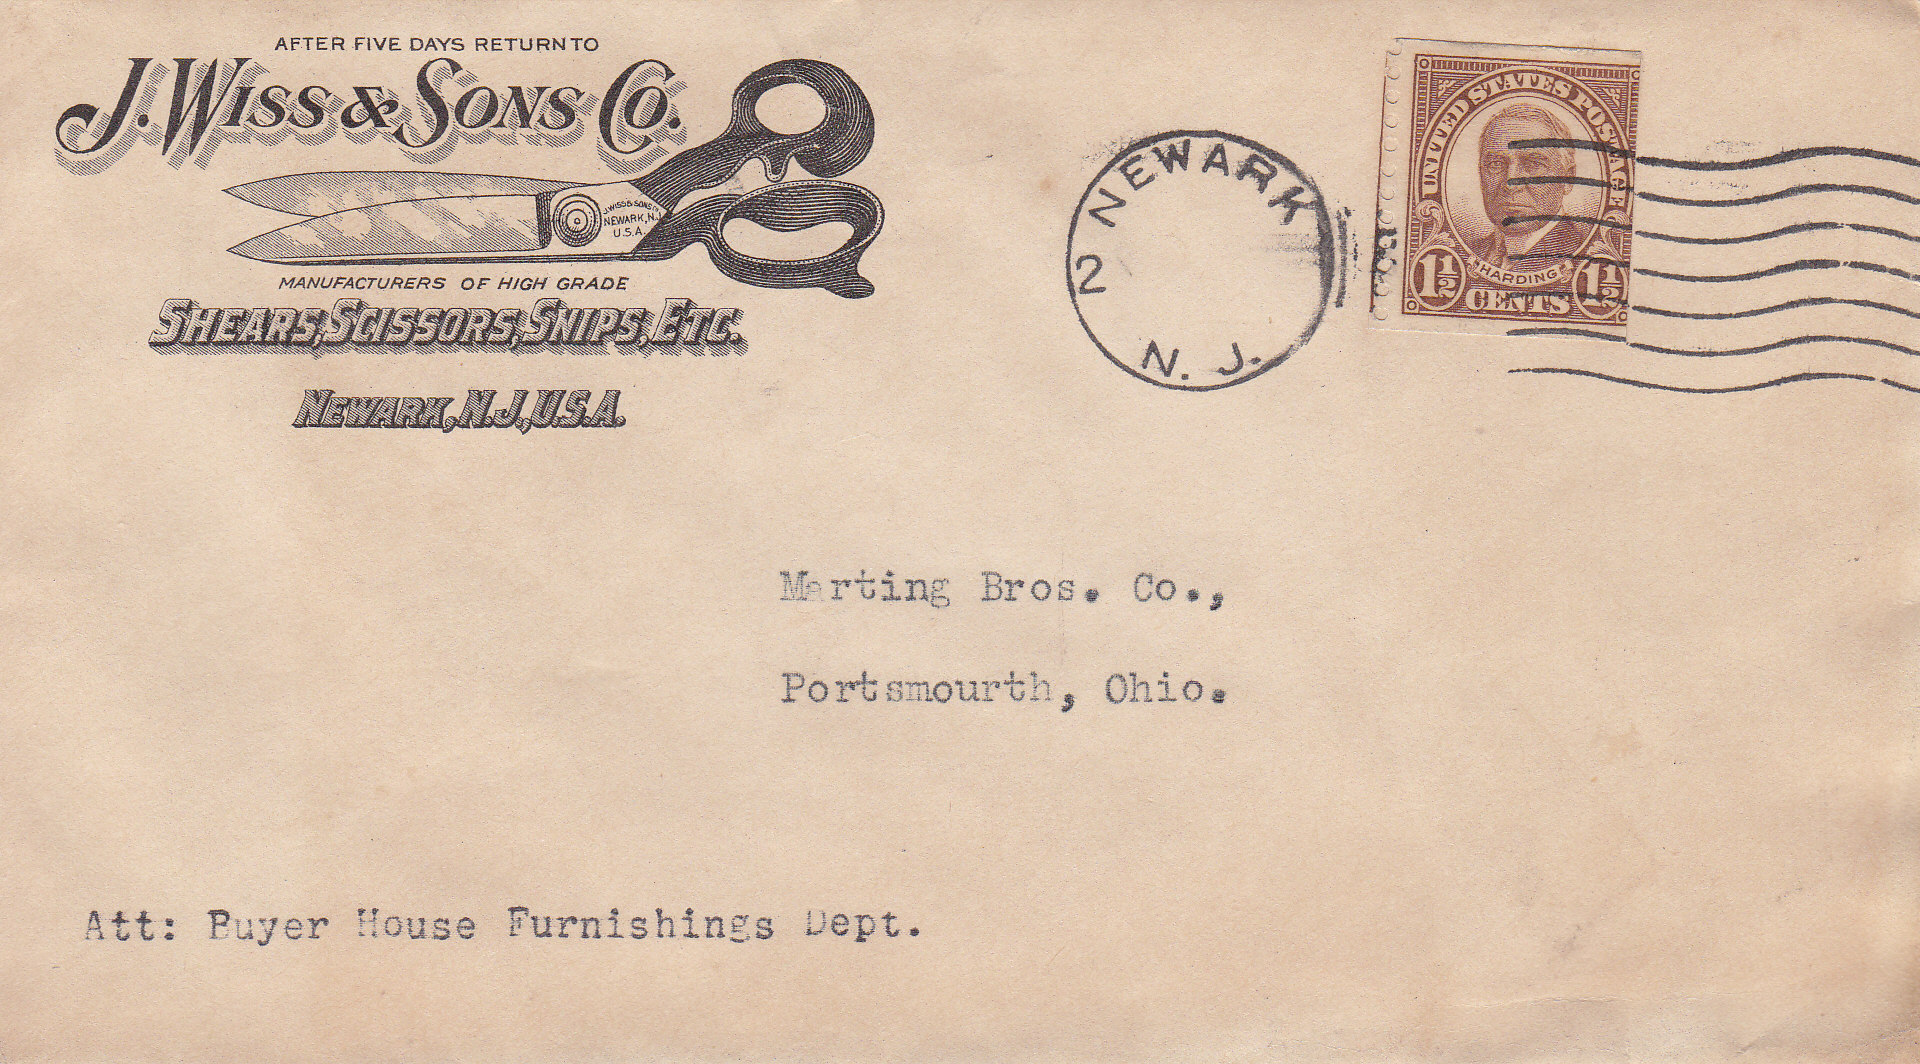 AFTER FIVE DAYS RETURN TO
J. WISS & SONS CO.
J. WISS & SONS CO.
NEWARK, N.J.
U.S.A.
MANUFACTURERS OF HIGH GRADE
SHEARS, SCISSORS, SNIPS, ETC.
NEWARK, N.J., U.S.A.
NEWARK
2
N. J.
UNITED STATES POSTAGE
HARDING
1½ CENTS 1½
Marting Bros. Co.,
Portsmourth, Ohio.
Att: Buyer House Furnishings Dept.